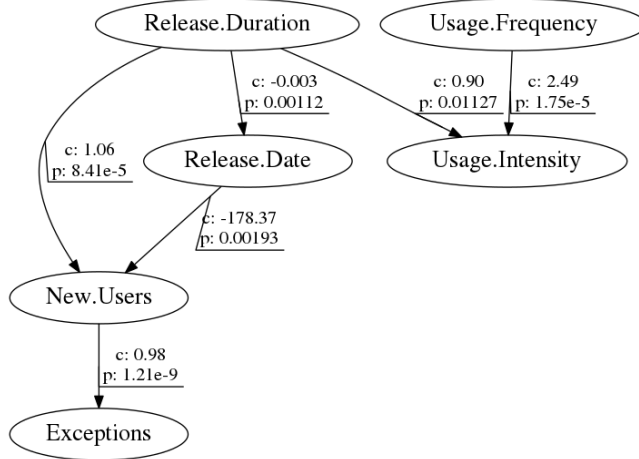 Release.Duration
Usage.Frequency
c: -0.003
p: 0.00112
c: 0.90
p: 0.01127
c: 2.49
p: 1.75e-5
c: 1.06
p: 8.41e-5
Release.Date
Usage.Intensity
c: -178.37
p: 0.00193
New.Users
c: 0.98
p: 1.21e-9
Exceptions